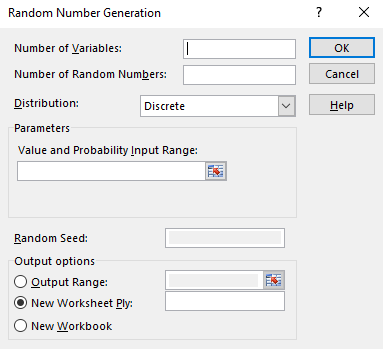 Random Number Generation ? ×
Number of Variables: OK
Number of Random Numbers: Cancel
Distribution: Discrete Help
Parameters
Value and Probability Input Range:
Random Seed:
Output options
Output Range:
New Worksheet Ply:
New Workbook